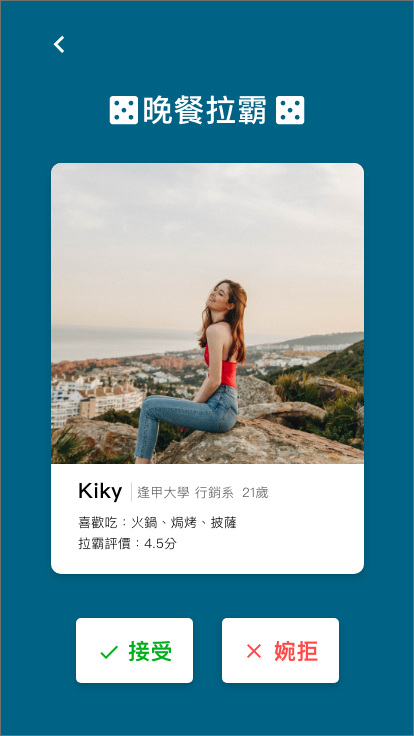 晚餐拉霸
Kiky
逢甲大學 行銷系 21歲
喜歡吃：火鍋、焗烤、披薩
拉霸評價：4.5分
接受
婉拒